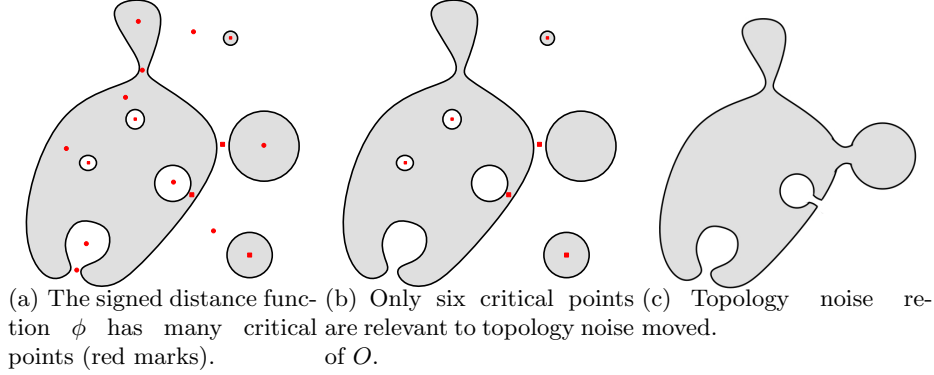 (a) The signed distance func-
tion ϕ has many critical
points (red marks).
(b) Only six critical points
are relevant to topology noise
of O.
(c) Topology noise re-
moved.